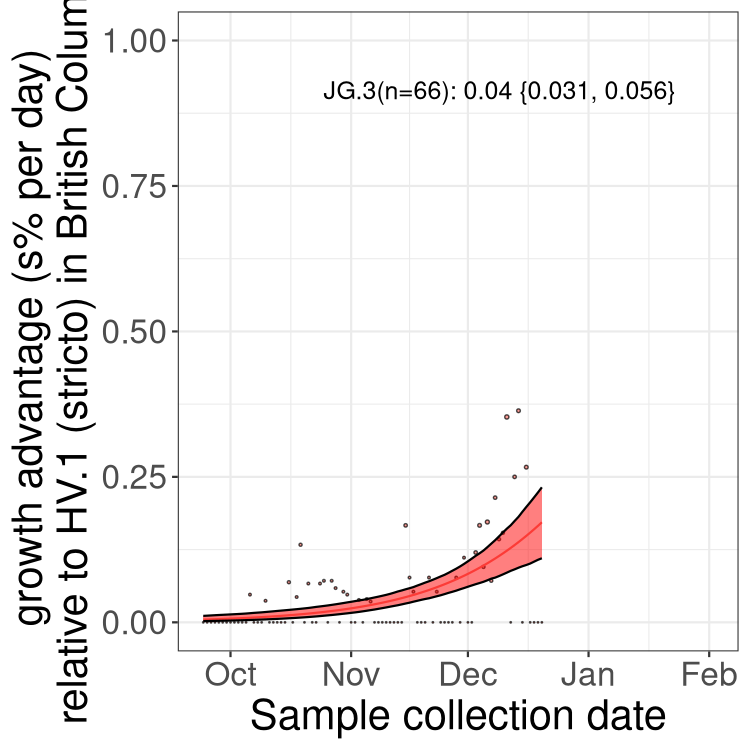 growth advantage (s% per day)
relative to HV.1 (stricto) in British Colum
1.00
JG.3(n=66): 0.04 {0.031, 0.056}
0.75
0.50
0.25
0.00
Oct Nov Dec Jan Feb
Sample collection date